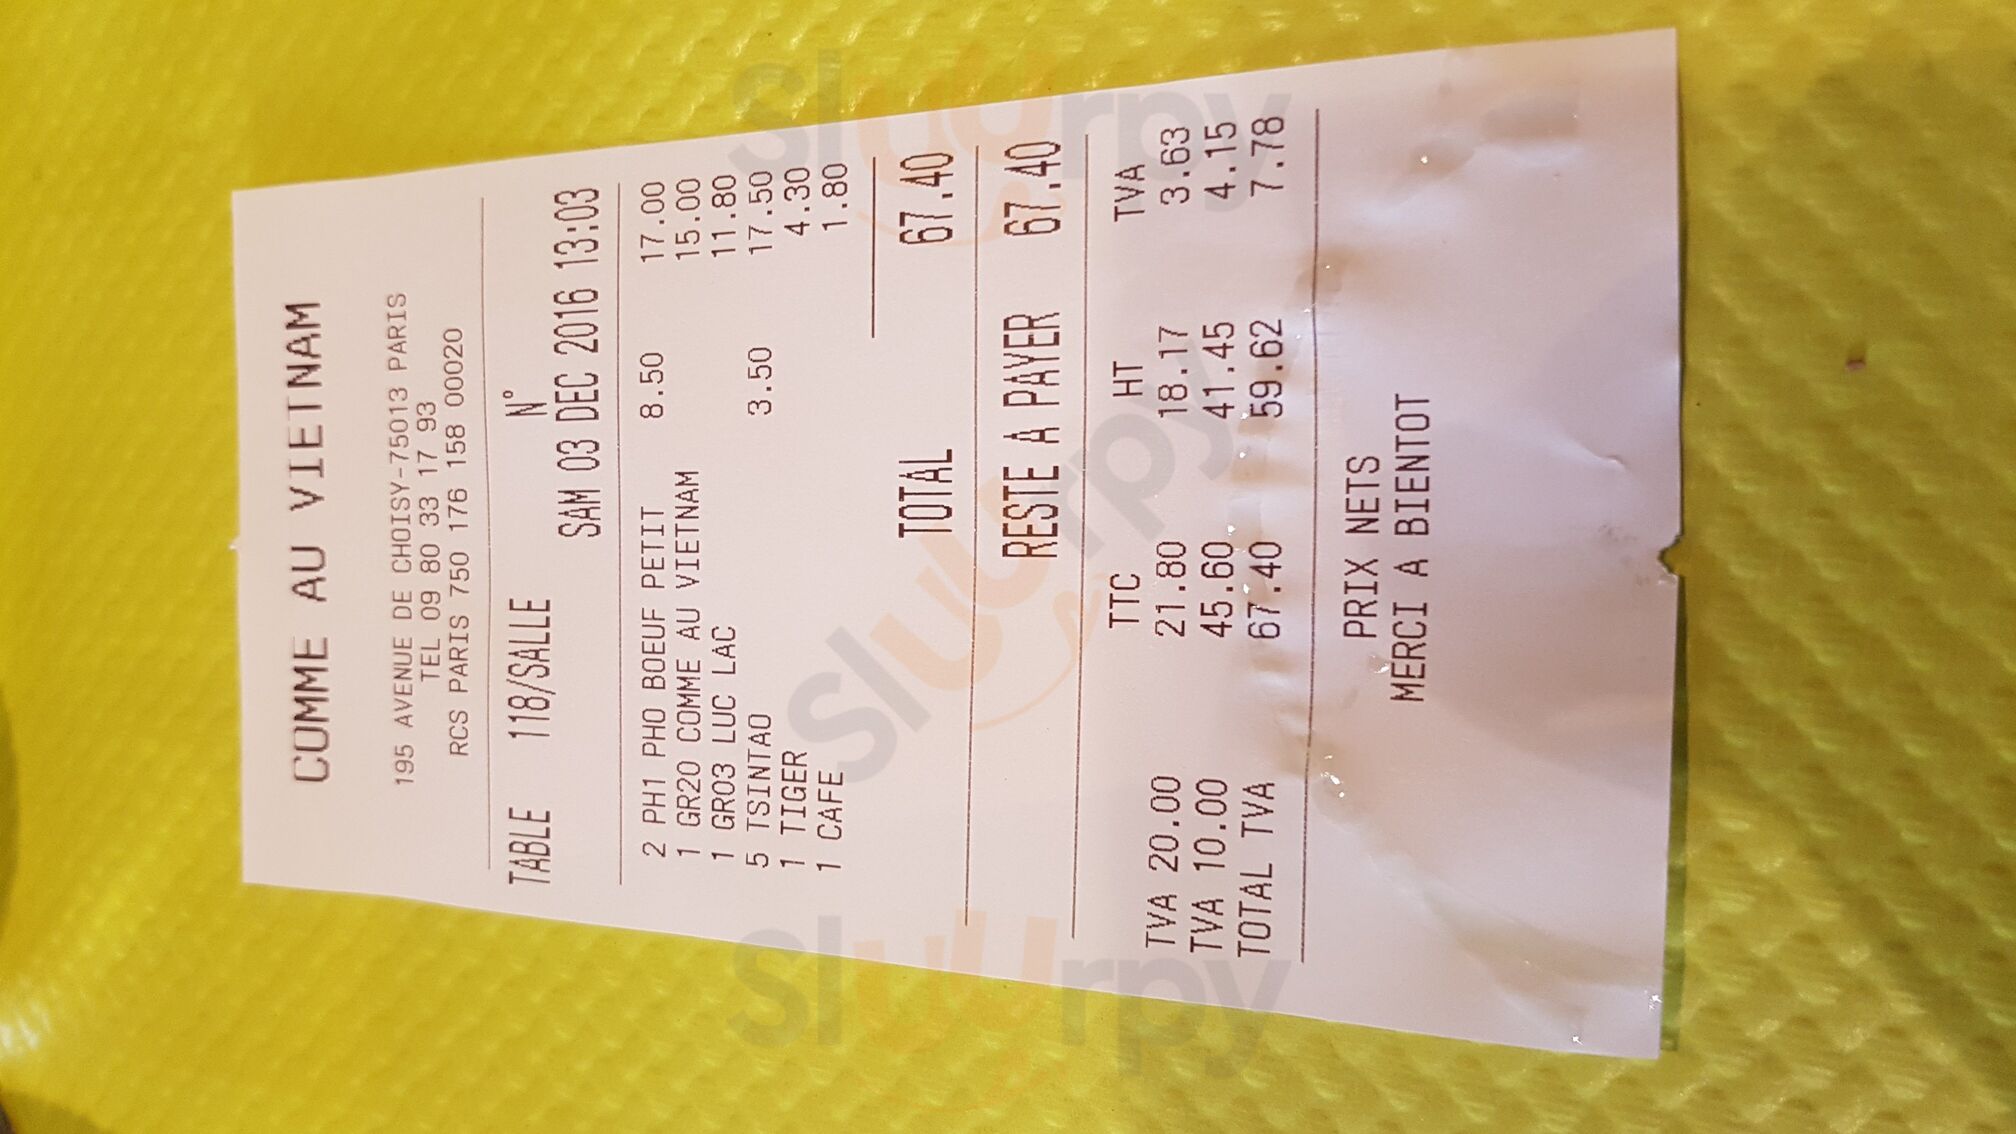 COMME AU VIETNAM
195 AVENUE DE CHOISY-75013 PARIS
TEL 09 80 33 17 93
RCS PARIS 750 176 158 00020
TABLE 118/SALLE N°
SAM 03 DEC 2016 13:03
2 PH1 PHO BOEUF PETIT 8.50 17.00
1 GR20 COMME AU VIETNAM 15.00
1 GR03 LUC LAC 11.80
5 TSINTAO 3.50 17.50
1 TIGER 4.30
1 CAFE 1.80
TOTAL 67.40
RESTE A PAYER 67.40
TTC HT TVA
TVA 20.00 21.80 18.17 3.63
TVA 10.00 45.60 41.45 4.15
TOTAL TVA 67.40 59.62 7.78
PRIX NETS
MERCI A BIENTOT
Sluurpy
Sluurpy
Sluurpy